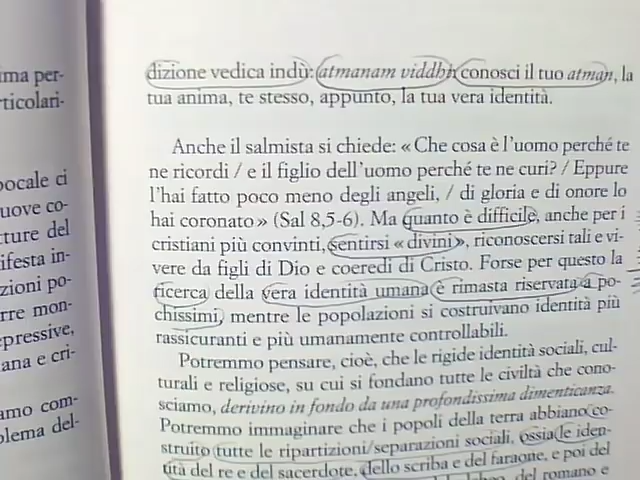 ima per-
rticolari-
pocale ci
uove co-
ture del
ifesta in-
zioni po-
rre mon-
pressive,
ana e cri-
amo com-
blema del-
dizione vedica indù: atmanam viddhi, conosci il tuo atman, la
tua anima, te stesso, appunto, la tua vera identità.
Anche il salmista si chiede: « Che cosa è l'uomo perché te
ne ricordi / e il figlio dell'uomo perché te ne curi? / Eppure
l'hai fatto poco meno degli angeli, / di gloria e di onore lo
hai coronato » (Sal 8,5-6). Ma quanto è difficile, anche per i
cristiani più convinti, sentirsi « divini », riconoscersi tali e vi-
vere da figli di Dio e coeredi di Cristo. Forse per questo la
ricerca della vera identità umana è rimasta riservata a po-
chissimi, mentre le popolazioni si costruivano identità più
rassicuranti e più umanamente controllabili.
Potremmo pensare, cioè, che le rigide identità sociali, cul-
turali e religiose, su cui si fondano tutte le civiltà che cono-
sciamo, derivino in fondo da una profondissima dimenticanza.
Potremmo immaginare che i popoli della terra abbiano co-
struito tutte le ripartizioni/separazioni sociali, ossia le iden-
tità del re e del sacerdote, dello scriba e del faraone, e poi del
del romano e